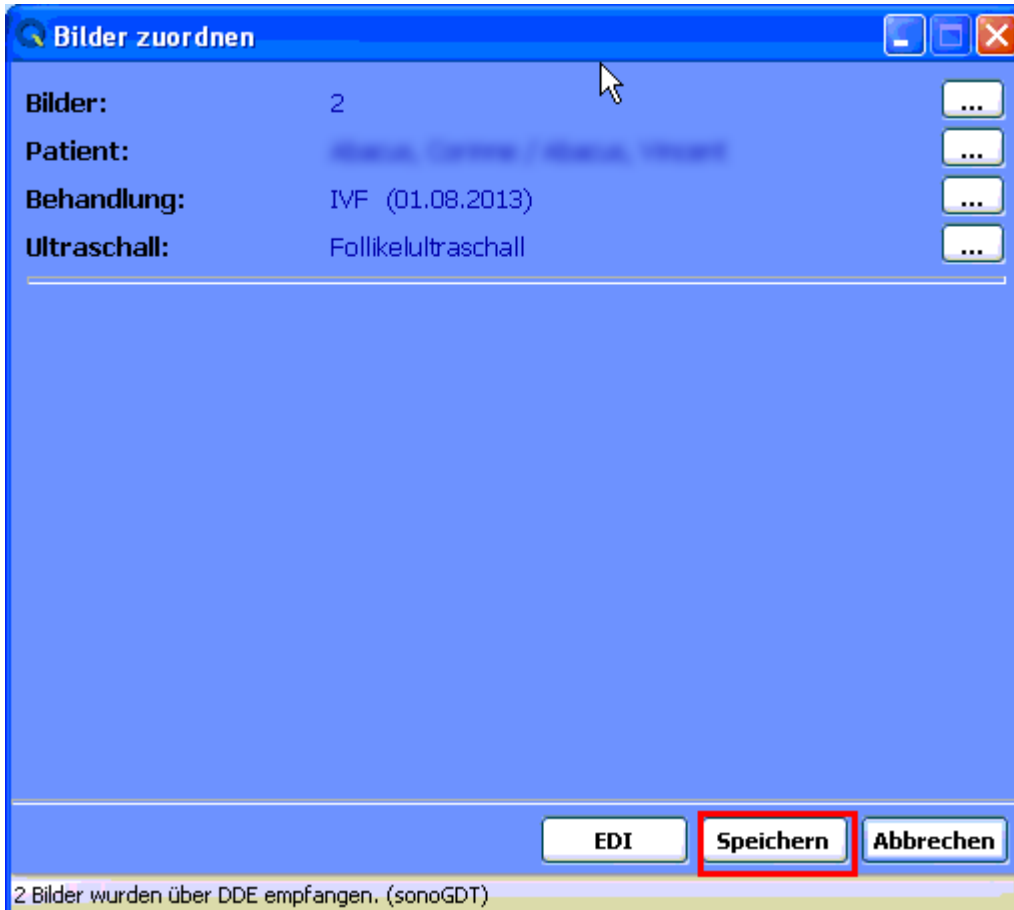 Bilder zuordnen
Bilder: 2 ...
Patient: ...
Behandlung: IVF (01.08.2013) ...
Ultraschall: Follikelultraschall ...
EDI Speichern Abbrechen
2 Bilder wurden über DDE empfangen. (sonoGDT)